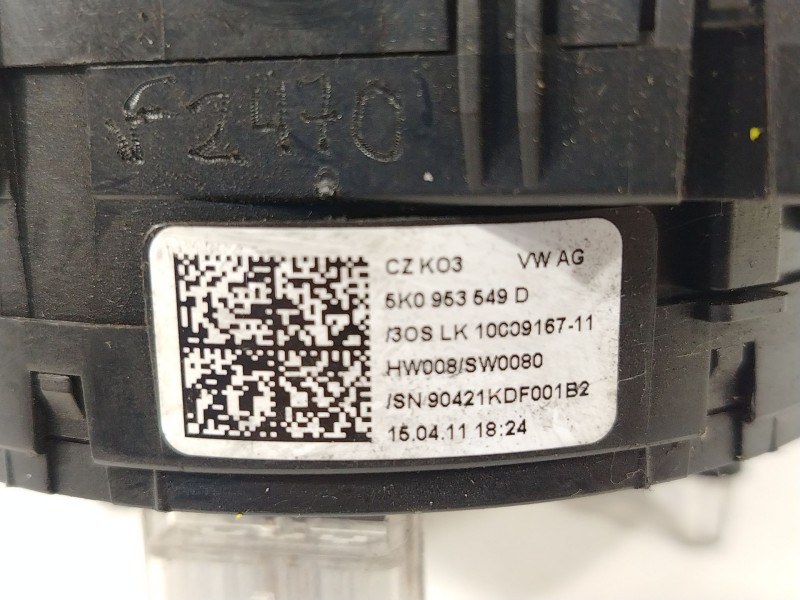 F2470
CZ K03 VW AG
5K0 953 549 D
/3OS LK 10009167-11
HW008/SW0080
/SN 90421KDF001B2
15.04.11 18:24